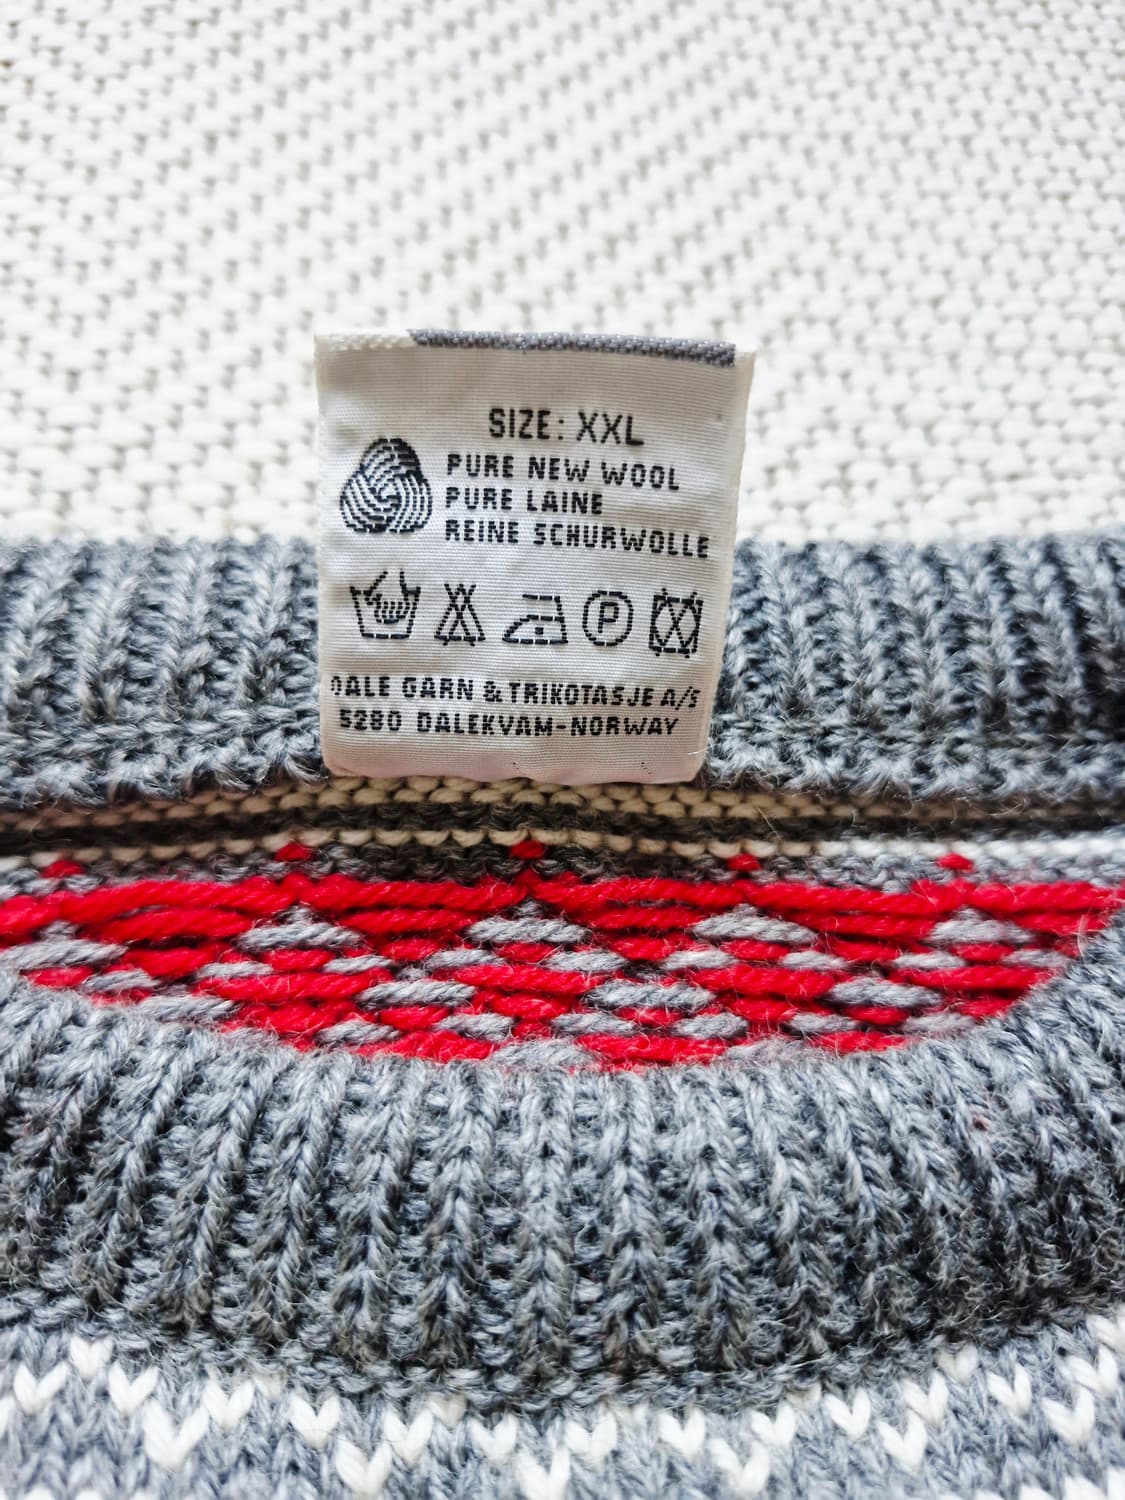 SIZE: XXL
PURE NEW WOOL
PURE LAINE
REINE SCHURWOLLE
P
DALE GARN & TRIKOTASJE A/S
5280 DALEKVAM-NORWAY